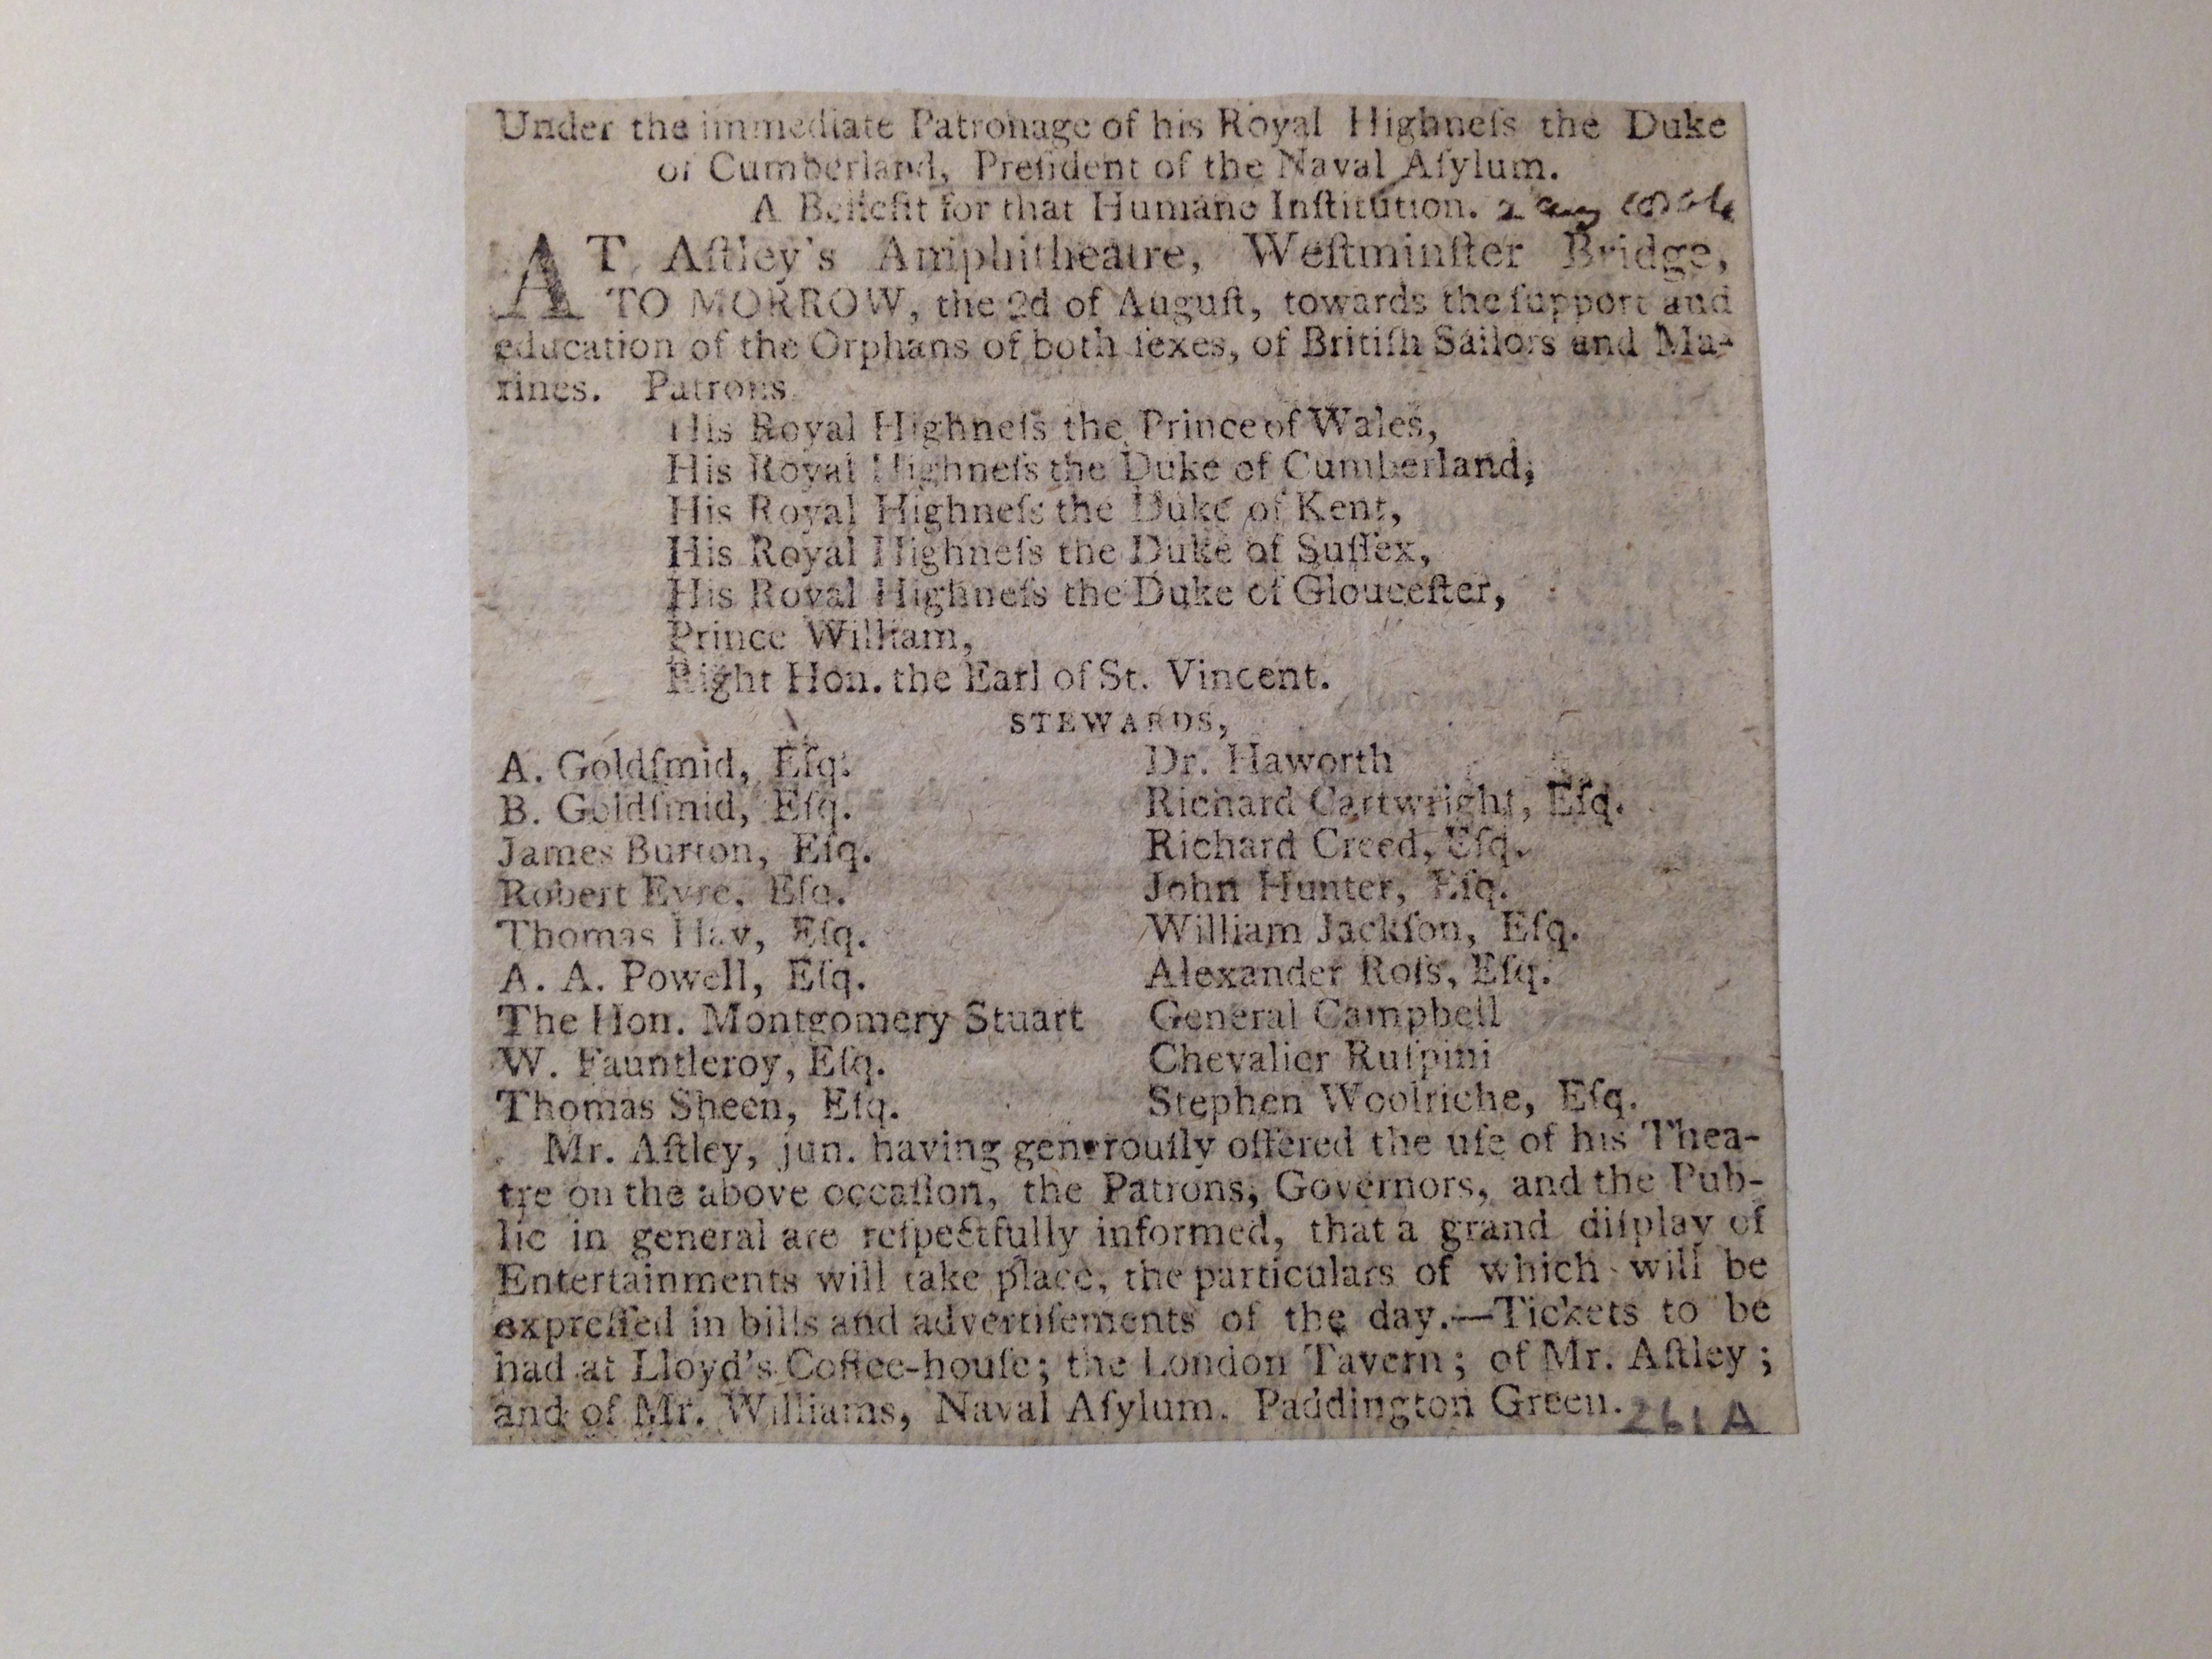 Under the immediate Patronage of his Royal Highneſs the Duke
of Cumberland, Preſident of the Naval Aſylum.
A Benefit for that Humane Inſtitution. 2 Aug
AT Aſtley's Amphitheatre, Weſtminſter Bridge,
TO MORROW, the 2d of Auguſt, towards the ſupport and
education of the Orphans of both ſexes, of Britiſh Sailors and Ma-
rines. Patrons
His Royal Highneſs the Prince of Wales,
His Royal Highneſs the Duke of Cumberland,
His Royal Highneſs the Duke of Kent,
His Royal Highneſs the Duke of Suſſex,
His Royal Highneſs the Duke of Glouceſter,
Prince William,
Right Hon. the Earl of St. Vincent.
STEWARDS,
A. Goldſmid, Eſq.
B. Goldſmid, Eſq.
James Burton, Eſq.
Robert Eyre, Eſq.
Thomas Hay, Eſq.
A. A. Powell, Eſq.
The Hon. Montgomery Stuart
W. Fauntleroy, Eſq.
Thomas Sheen, Eſq.
Dr. Haworth
Richard Cartwright, Eſq.
Richard Creed, Eſq.
John Hunter, Eſq.
William Jackſon, Eſq.
Alexander Roſs, Eſq.
General Campbell
Chevalier Ruſpini
Stephen Woolriche, Eſq.
Mr. Aſtley, jun. having generouſly offered the uſe of his Thea-
tre on the above occaſion, the Patrons, Governors, and the Pub-
lic in general are reſpectfully informed, that a grand diſplay of
Entertainments will take place, the particulars of which will be
expreſſed in bills and advertiſements of the day.—Tickets to be
had at Lloyd's Coffee-houſe; the London Tavern; of Mr. Aſtley;
and of Mr. Williams, Naval Aſylum. Paddington Green.
261A